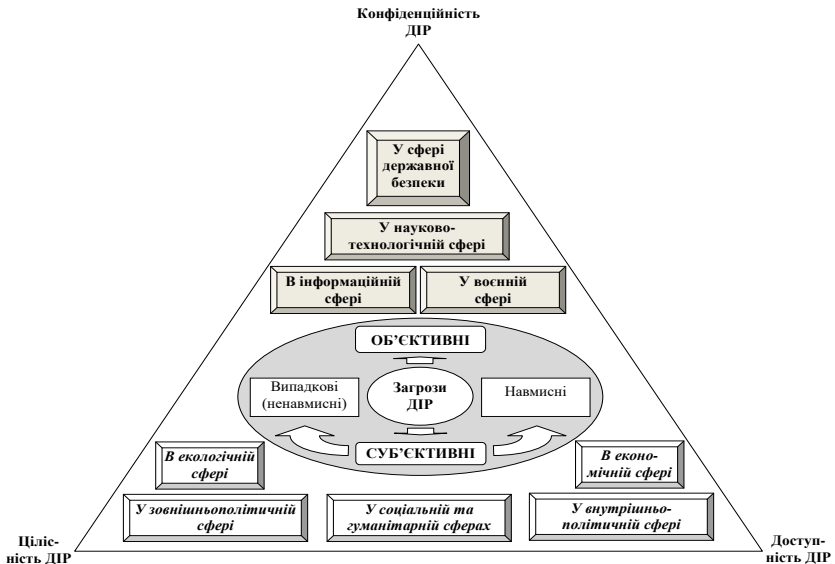 Конфіденційність
ДІР
У сфері
державної
безпеки
У науково-
технологічній сфері
В інформаційній
сфері
У воєнній
сфері
ОБ’ЄКТИВНІ
Випадкові
(ненавмисні)
Загрози
ДІР
Навмисні
СУБ’ЄКТИВНІ
В екологічній
сфері
В еконо-
мічній сфері
У зовнішньополітичній
сфері
У соціальній та
гуманітарній сферах
У внутрішньо-
політичній сфері
Цілісь-
ність ДІР
Доступ-
ність ДІР